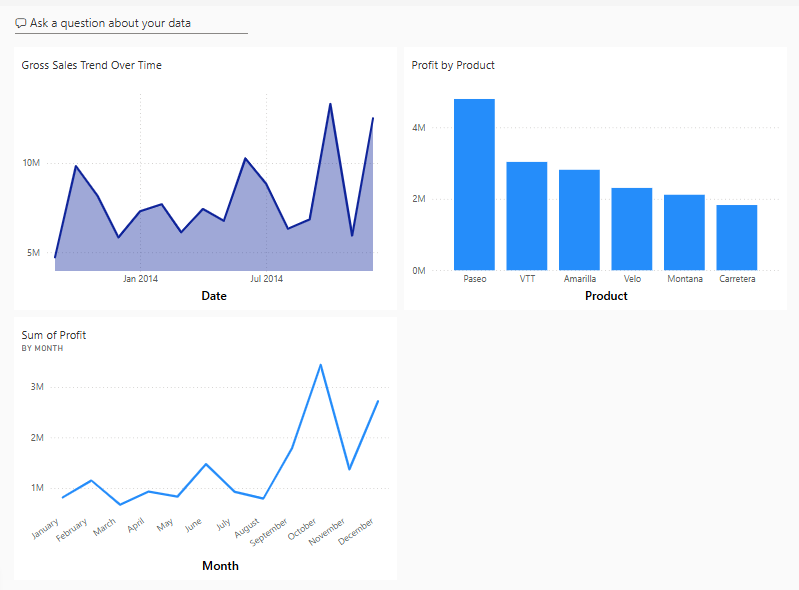 Ask a question about your data
Gross Sales Trend Over Time
10M
5M
Jan 2014
Jul 2014
Date
Profit by Product
4M
2M
0M
Paseo
VTT
Amarilla
Velo
Montana
Carretera
Product
Sum of Profit
BY MONTH
3M
2M
1M
January
February
March
April
May
June
July
August
September
October
November
December
Month